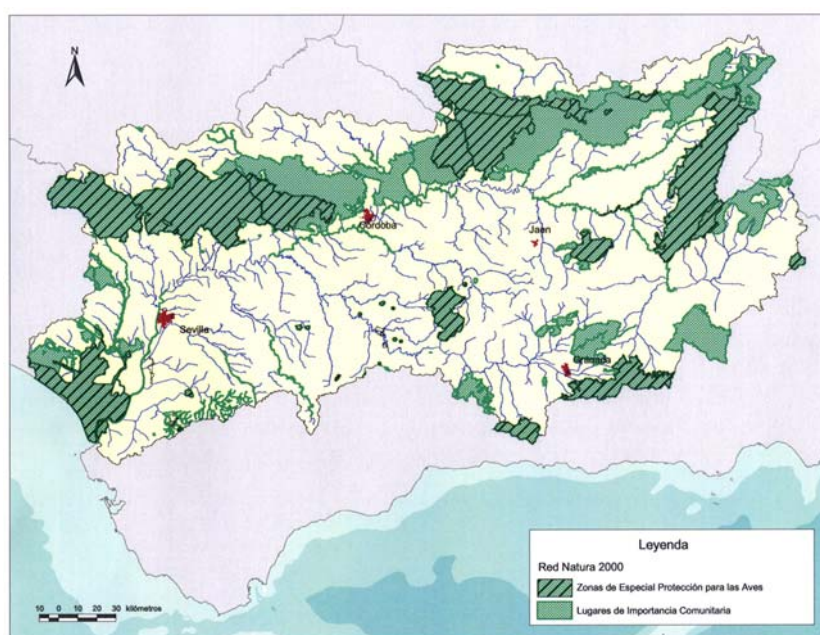 N
Córdoba
Jaen
Sevilla
Granada
Leyenda
Red Natura 2000
Zonas de Especial Protección para las Aves
Lugares de Importancia Comunitaria
10 0 10 20 30 kilómetros